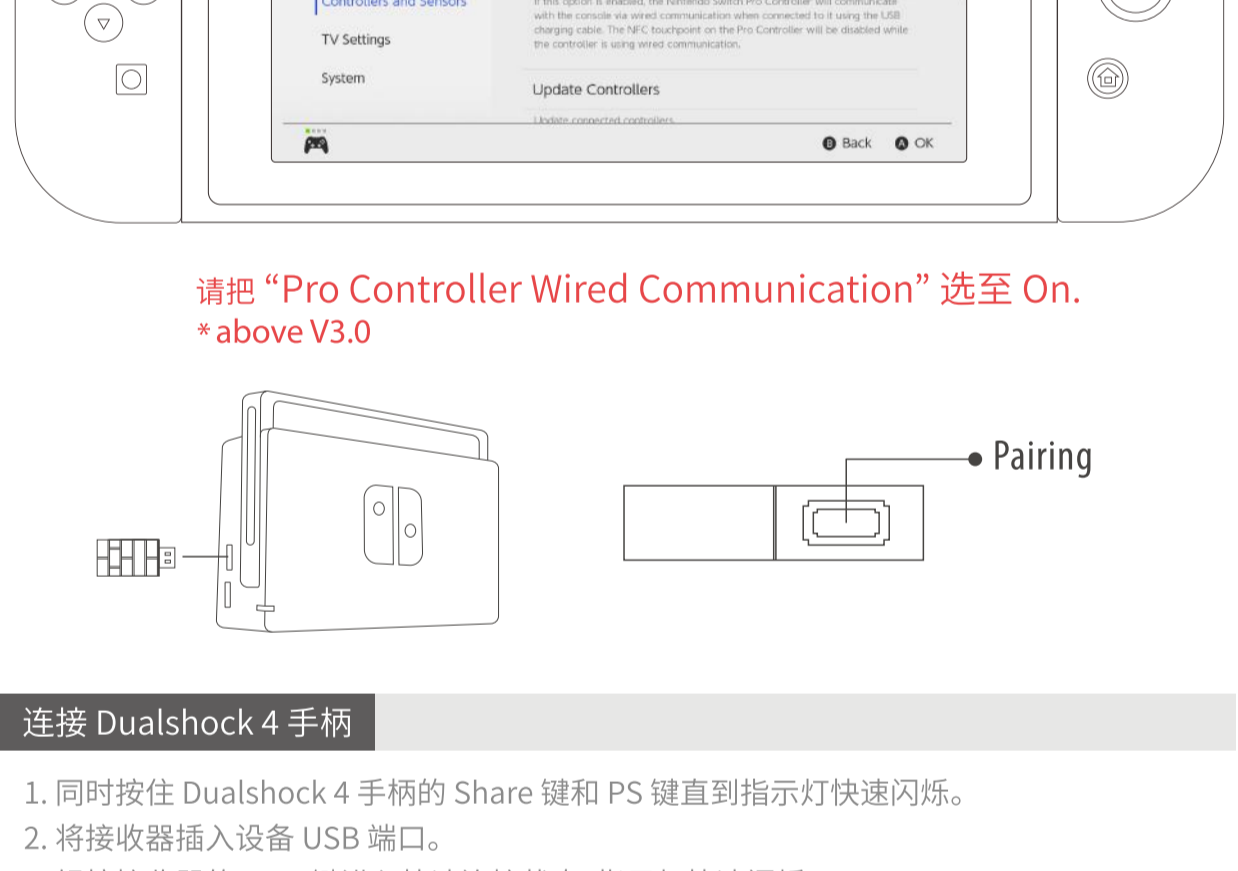 Controllers and Sensors
TV Settings
System
If this option is enabled, the Nintendo Switch Pro Controller will communicate
with the console via wired communication when connected to it using the USB
charging cable. The NFC touchpoint on the Pro Controller will be disabled while
the controller is using wired communication.
Update Controllers
Update connected controllers.
B Back
A OK
请把 “Pro Controller Wired Communication” 选至 On.
* above V3.0
Pairing
连接 Dualshock 4 手柄
1. 同时按住 Dualshock 4 手柄的 Share 键和 PS 键直到指示灯快速闪烁。
2. 将接收器插入设备 USB 端口。